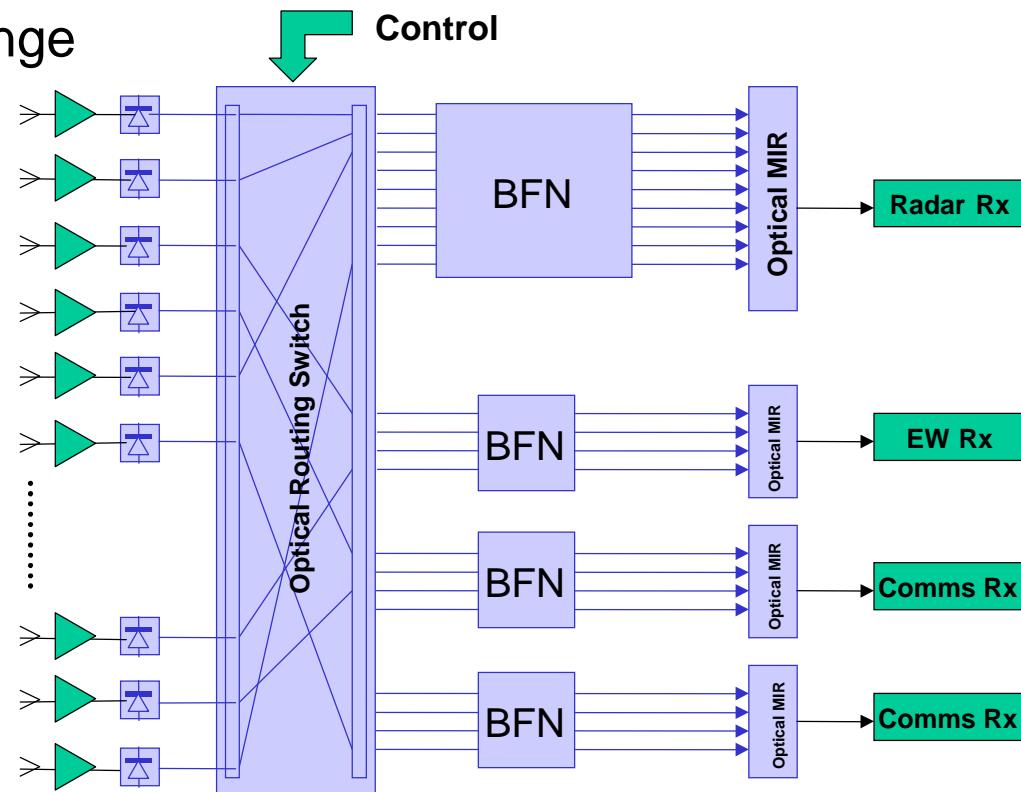 nge
Control
Optical Routing Switch
BFN
Optical MIR
Radar Rx
BFN
Optical MIR
EW Rx
BFN
Optical MIR
Comms Rx
BFN
Optical MIR
Comms Rx